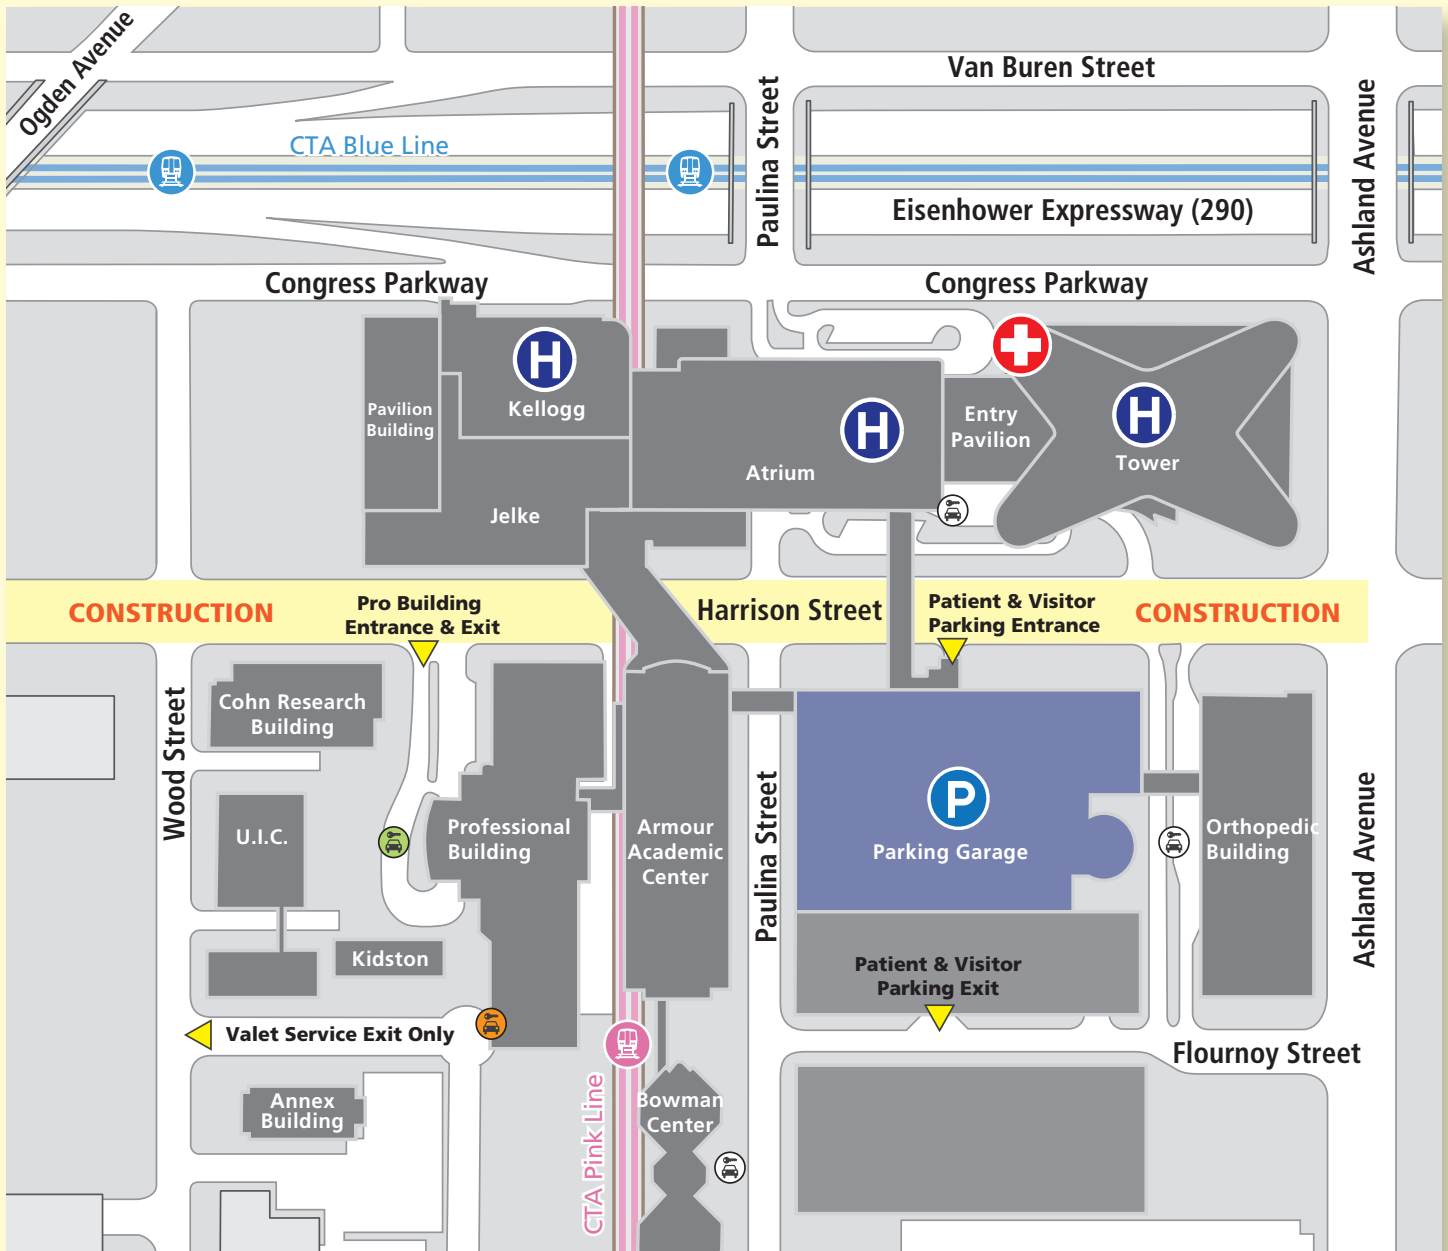 Ogden Avenue
Van Buren Street
CTA Blue Line
Paulina Street
Ashland Avenue
Eisenhower Expressway (290)
Congress Parkway
Congress Parkway
H
Kellogg
Pavilion
Building
H
Atrium
Entry
Pavilion
H
Tower
Jelke
CONSTRUCTION
Pro Building
Entrance & Exit
Harrison Street
Patient & Visitor
Parking Entrance
CONSTRUCTION
Wood Street
Cohn Research
Building
U.I.C.
Professional
Building
Armour
Academic
Center
Paulina Street
P
Parking Garage
Orthopedic
Building
Ashland Avenue
Kidston
Patient & Visitor
Parking Exit
Valet Service Exit Only
Flournoy Street
Annex
Building
CTA Pink Line
Bowman
Center